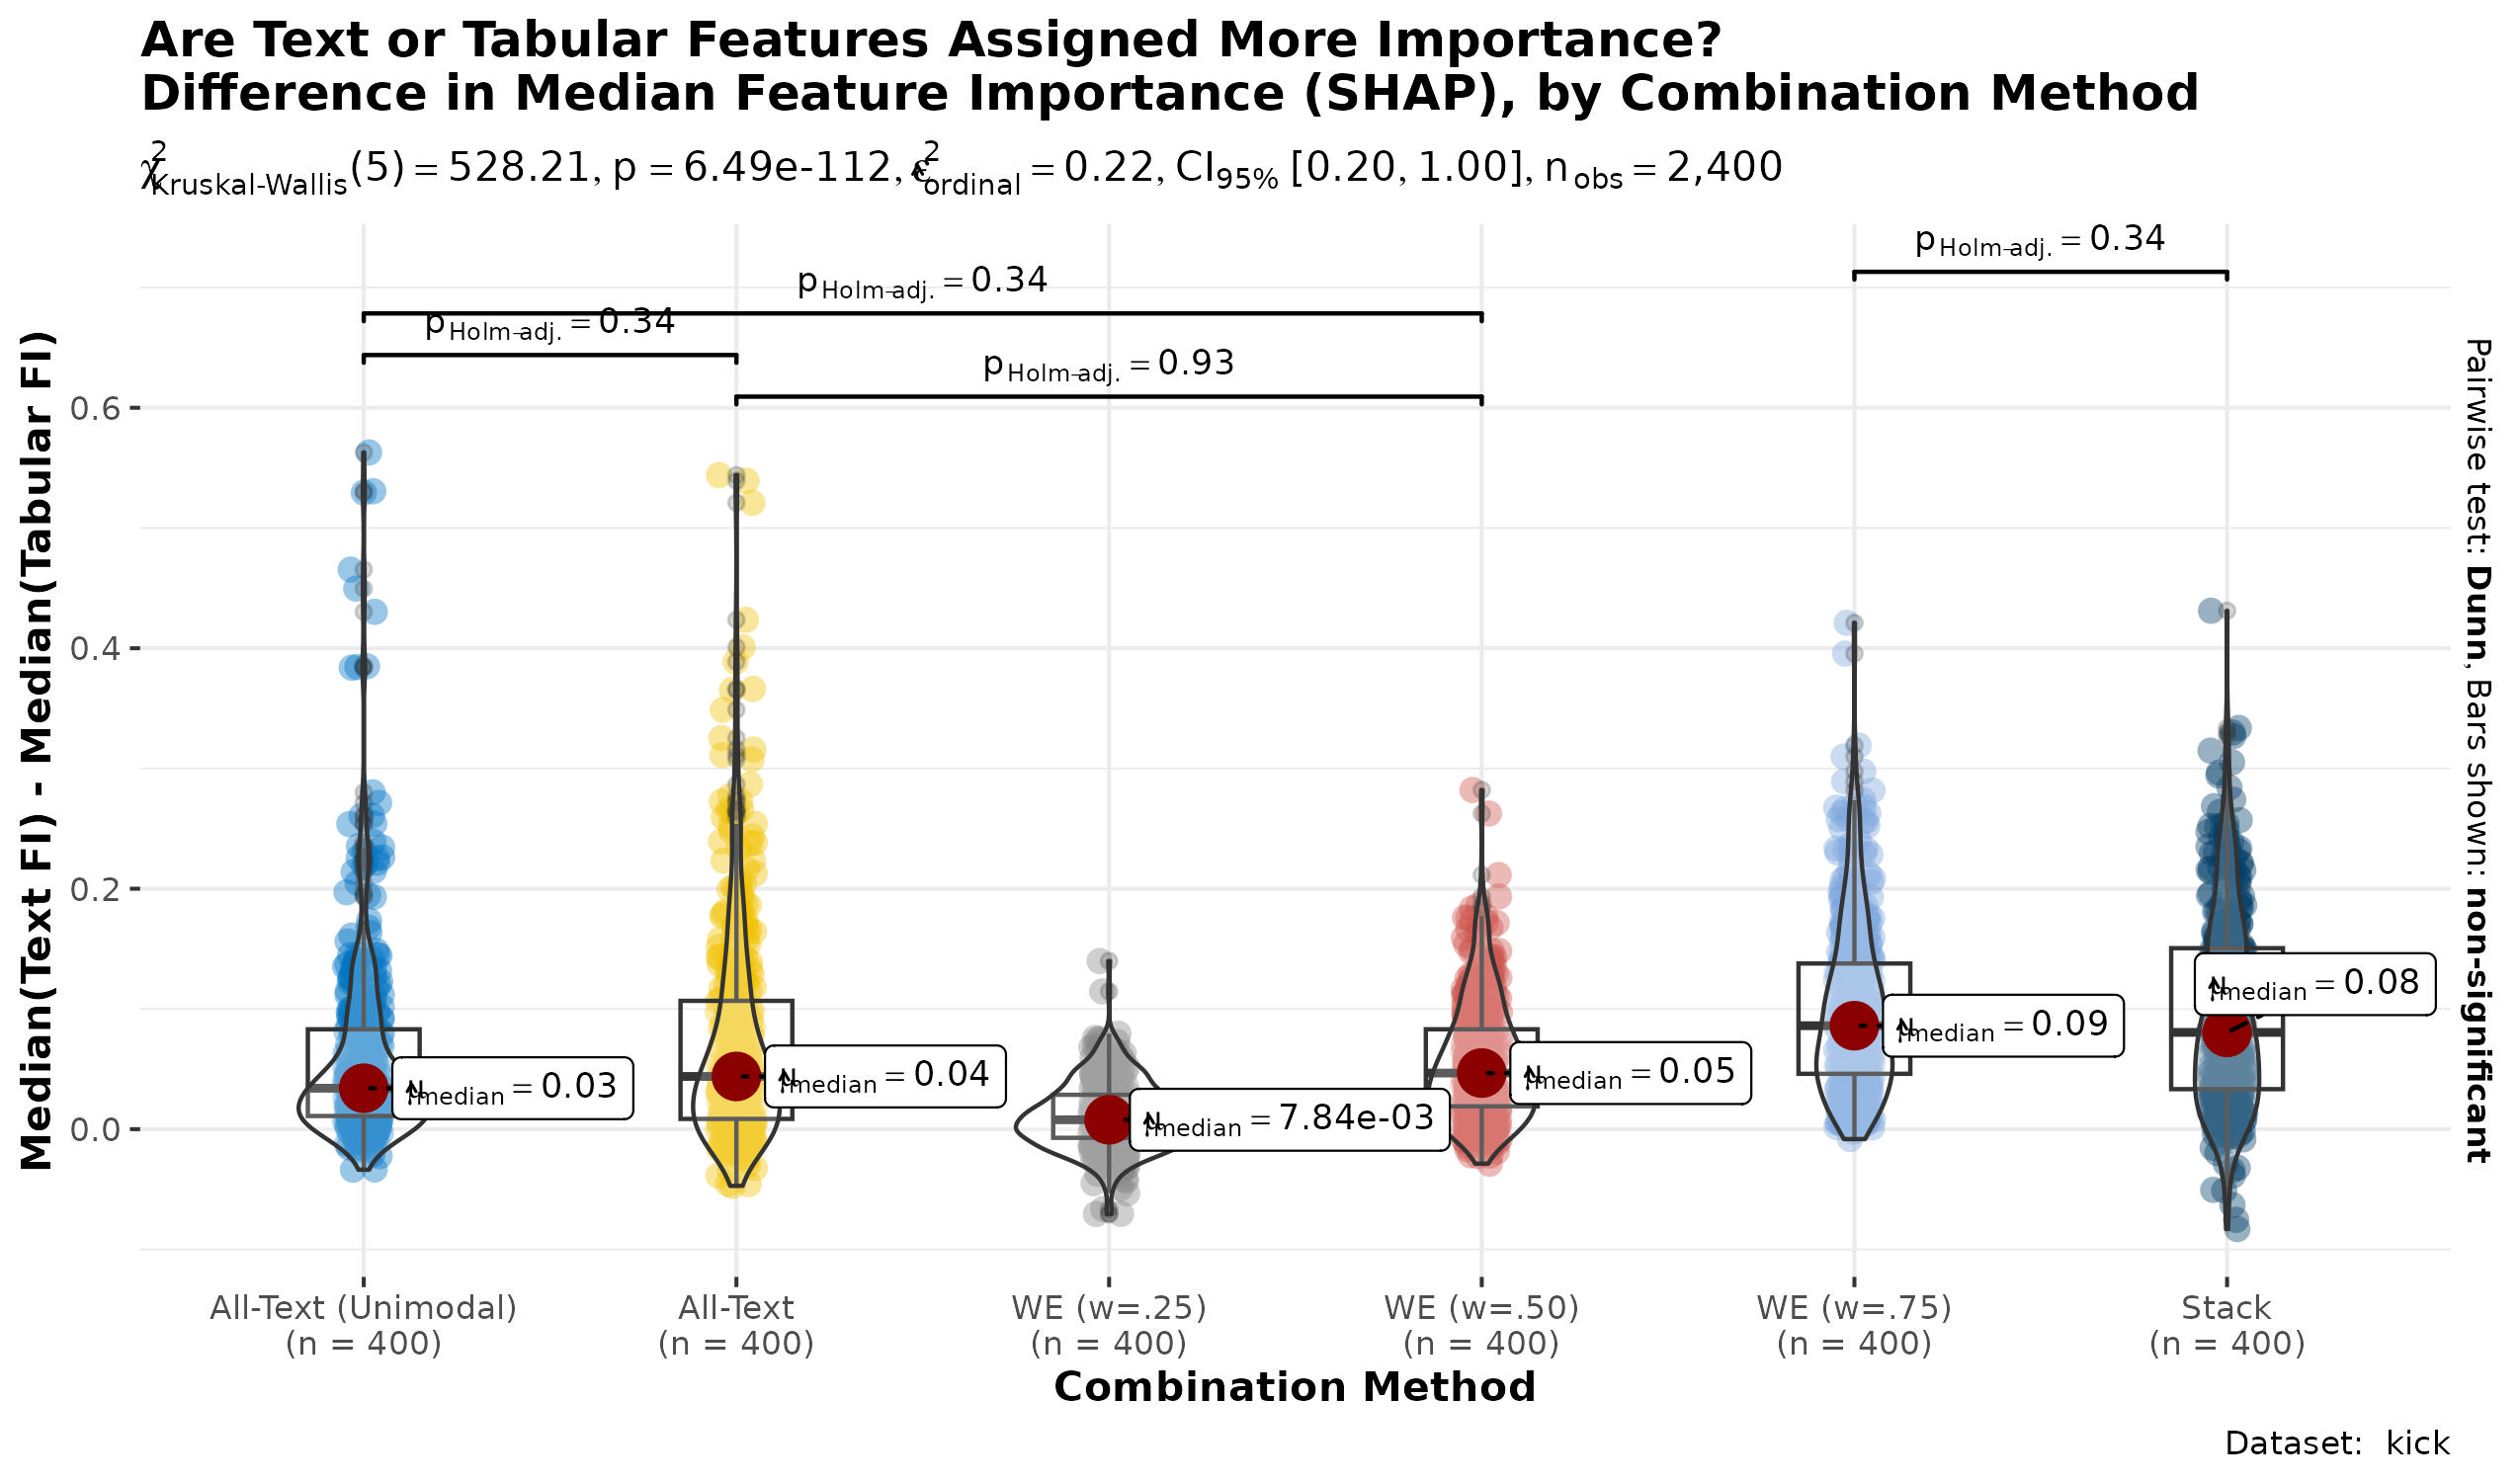 Are Text or Tabular Features Assigned More Importance?
Difference in Median Feature Importance (SHAP), by Combination Method
χ²Kruskal-Wallis(5) = 528.21, p = 6.49e-112, ε²ordinal = 0.22, CI95% [0.20, 1.00], nobs = 2,400
pHolm-adj. = 0.34
pHolm-adj. = 0.34
pHolm-adj. = 0.34
pHolm-adj. = 0.93
Median(Text FI) - Median(Tabular FI)
0.6
0.4
0.2
0.0
μ̂median = 0.03
μ̂median = 0.04
μ̂median = 7.84e-03
μ̂median = 0.05
μ̂median = 0.09
μ̂median = 0.08
Pairwise test: Dunn, Bars shown: non-significant
All-Text (Unimodal)
(n = 400)
All-Text
(n = 400)
WE (w=.25)
(n = 400)
WE (w=.50)
(n = 400)
WE (w=.75)
(n = 400)
Stack
(n = 400)
Combination Method
Dataset: kick